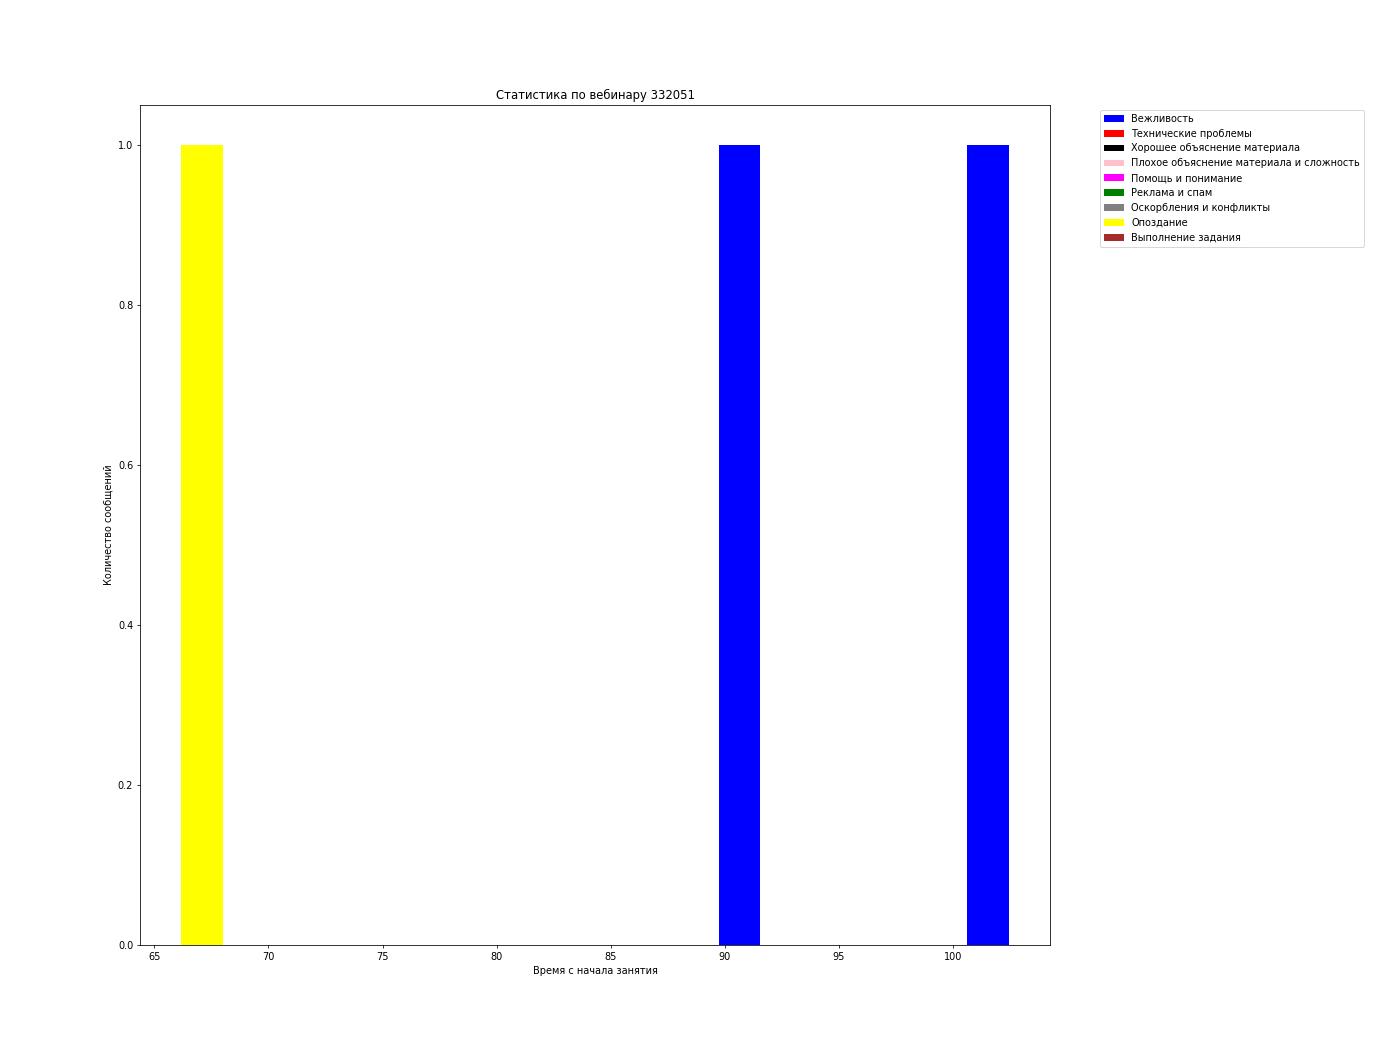 Статистика по вебинару 332051
Вежливость
Технические проблемы
Хорошее объяснение материала
Плохое объяснение материала и сложность
Помощь и понимание
Реклама и спам
Оскорбления и конфликты
Опоздание
Выполнение задания
1.0
0.8
0.6
0.4
0.2
0.0
Количество сообщений
65 70 75 80 85 90 95 100
Время с начала занятия